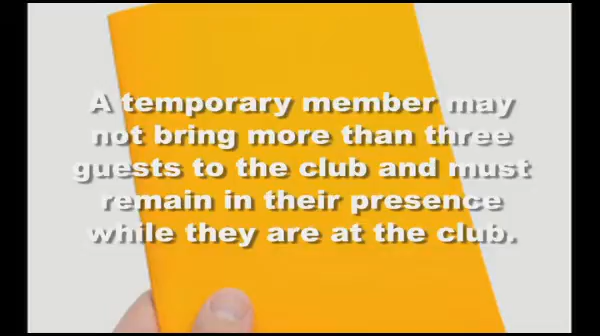 A temporary member may
not bring more than three
guests to the club and must
remain in their presence
while they are at the club.